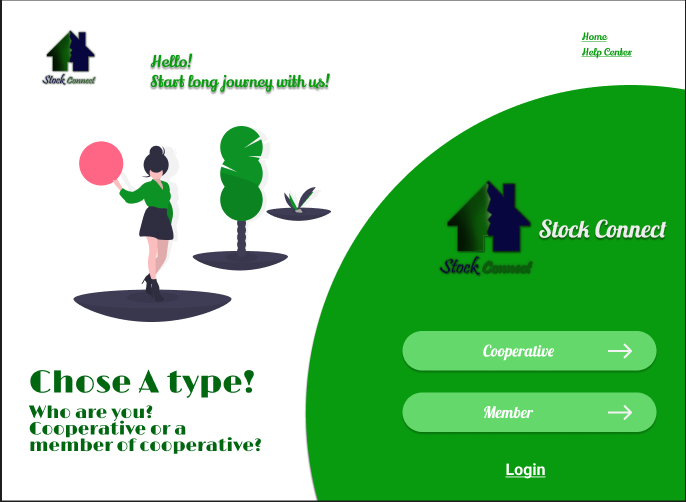 Stock Connect
Hello!
Start long journey with us!
Home
Help Center
Stock Connect
Stock Connect
Cooperative
Member
Login
Chose A type!
Who are you?
Cooperative or a
member of cooperative?